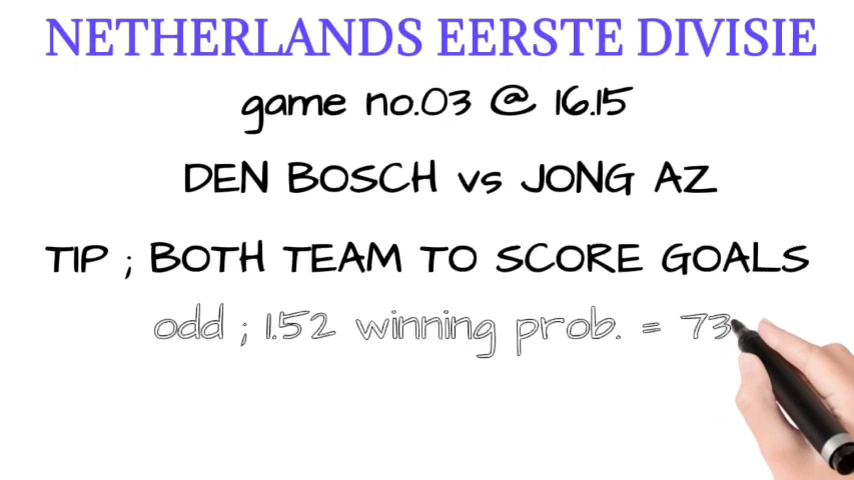 NETHERLANDS EERSTE DIVISIE
game no.03 @ 16.15
DEN BOSCH vs JONG AZ
TIP ; BOTH TEAM TO SCORE GOALS
odd ; 1.52 winning prob. = 73